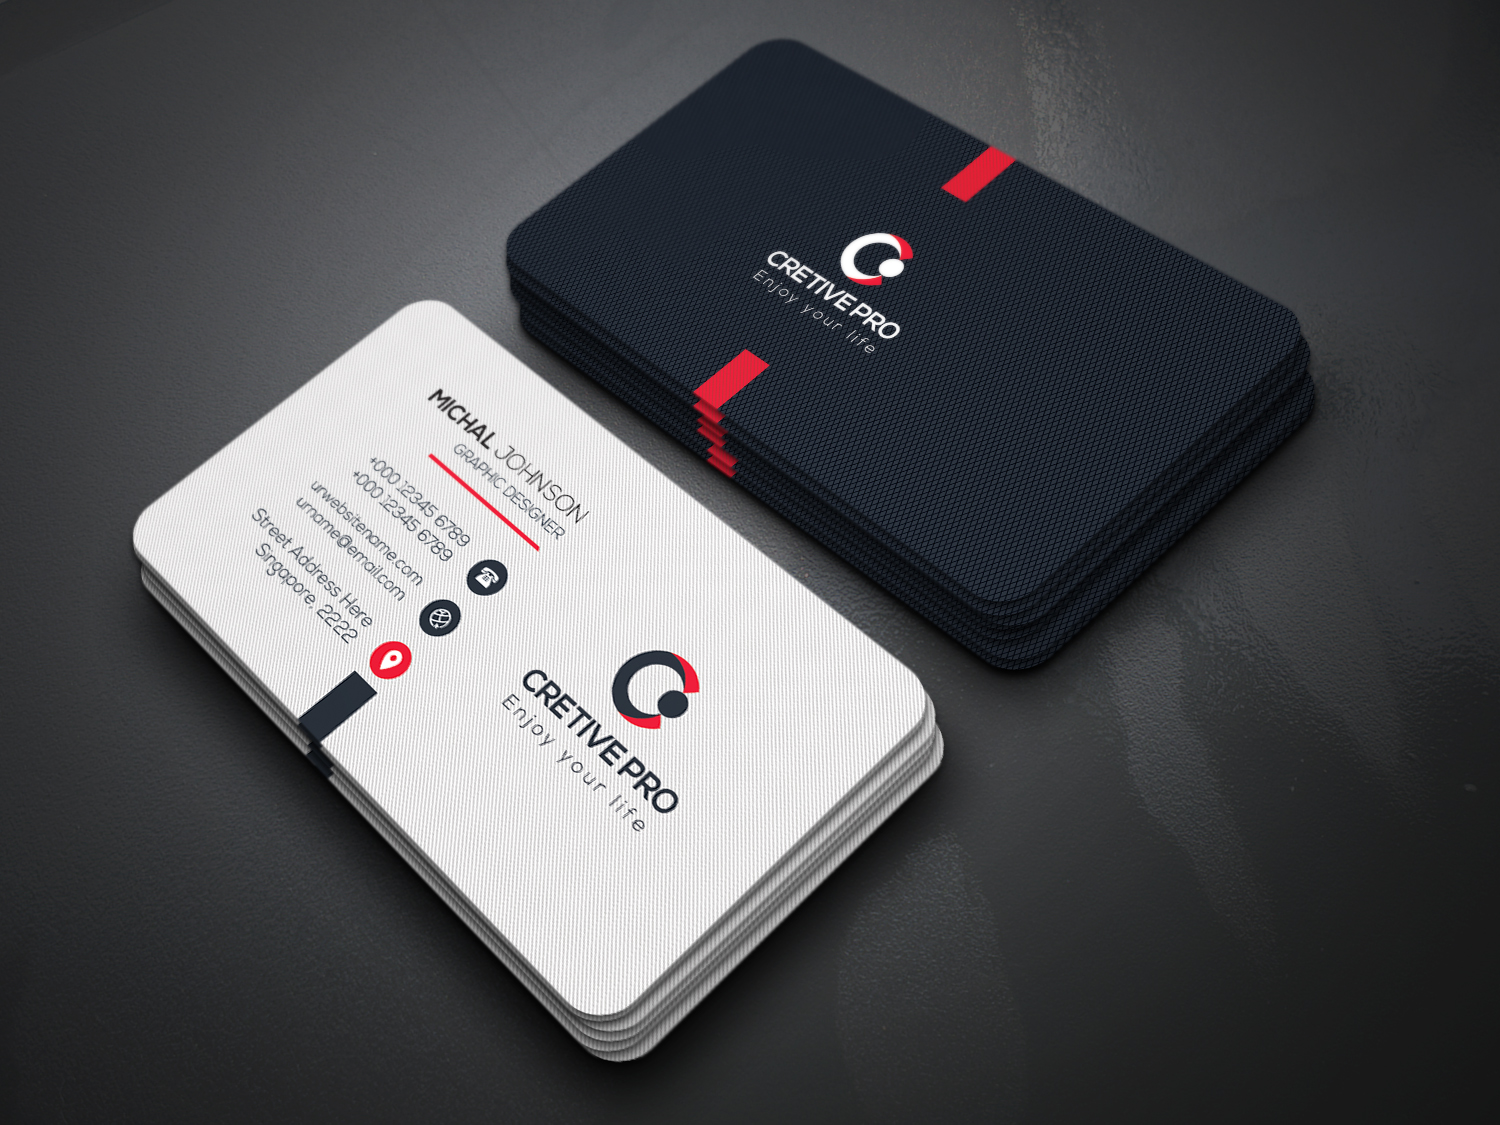 CRETIVE PRO
Enjoy your life
MICHAL JOHNSON
GRAPHIC DESIGNER
+000 12345 6789
+000 12345 6789
urwebsitename.com
urname@email.com
Street Address Here
Singapore, 2222
CRETIVE PRO
Enjoy your life